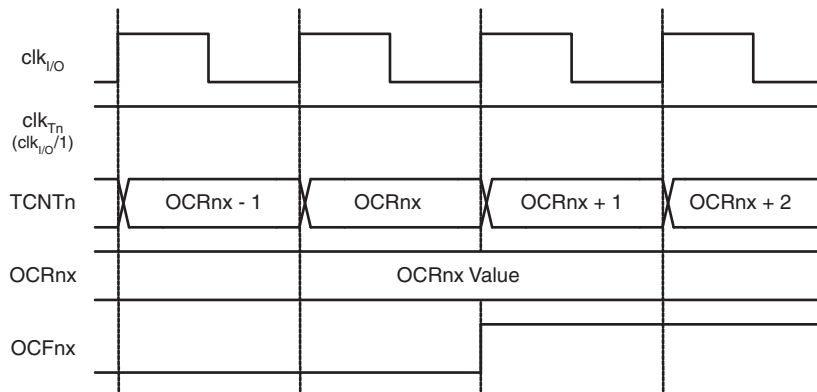 clkI/O
clkTn
(clkI/O/1)
TCNTn OCRnx - 1 OCRnx OCRnx + 1 OCRnx + 2
OCRnx OCRnx Value
OCFnx